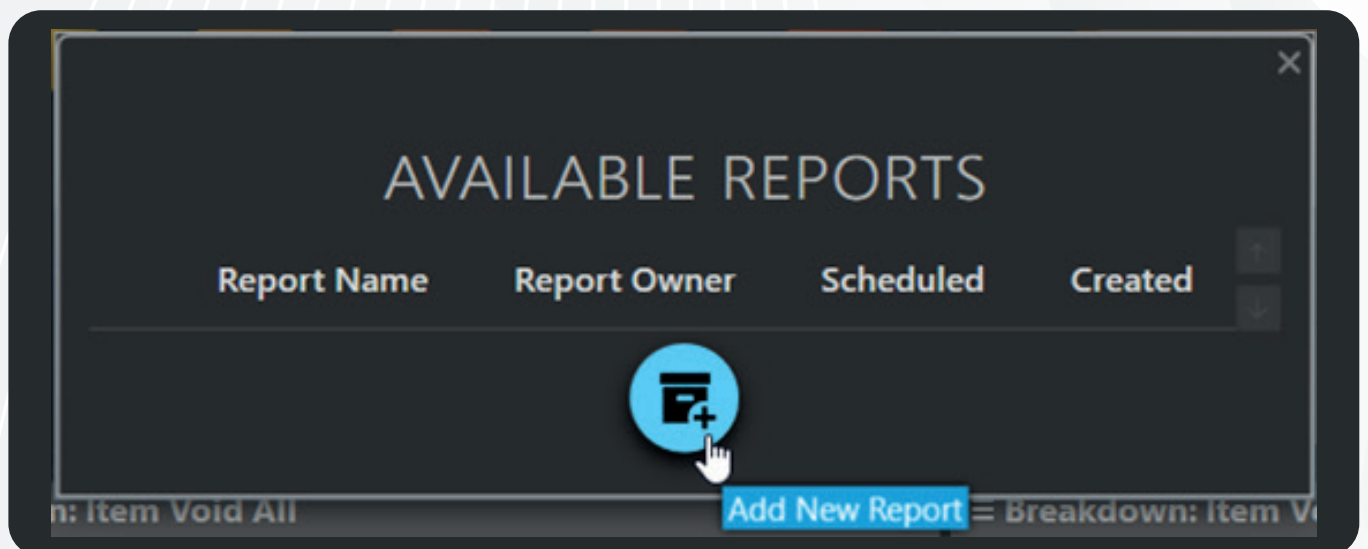 AVAILABLE REPORTS
Report Name Report Owner Scheduled Created
Add New Report
n: Item Void All
Breakdown: Item V